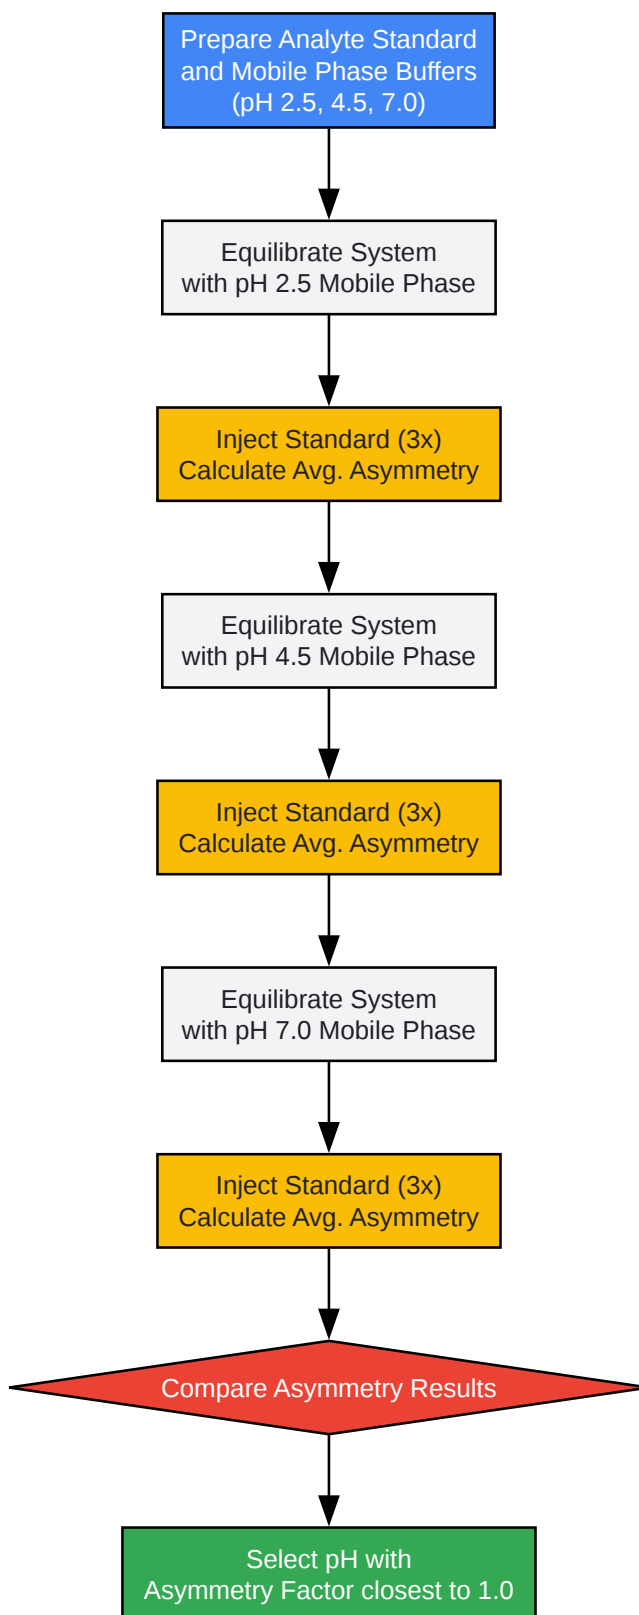 Prepare Analyte Standard
and Mobile Phase Buffers
(pH 2.5, 4.5, 7.0)
Equilibrate System
with pH 2.5 Mobile Phase
Inject Standard (3x)
Calculate Avg. Asymmetry
Equilibrate System
with pH 4.5 Mobile Phase
Inject Standard (3x)
Calculate Avg. Asymmetry
Equilibrate System
with pH 7.0 Mobile Phase
Inject Standard (3x)
Calculate Avg. Asymmetry
Compare Asymmetry Results
Select pH with
Asymmetry Factor closest to 1.0